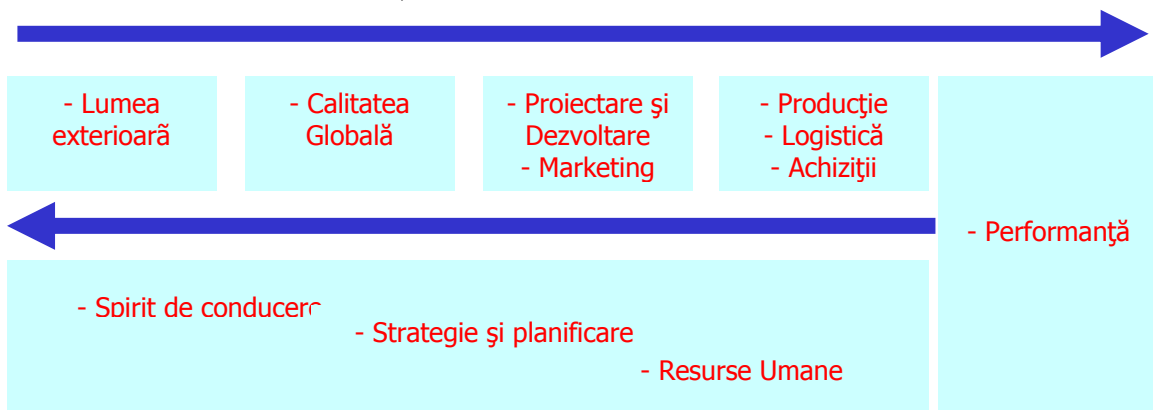 - Lumea
exterioarã
- Calitatea
Globală
- Proiectare şi
Dezvoltare
- Marketing
- Producţie
- Logistică
- Achiziţii
- Performanţă
- Spirit de conducere
- Strategie şi planificare
- Resurse Umane